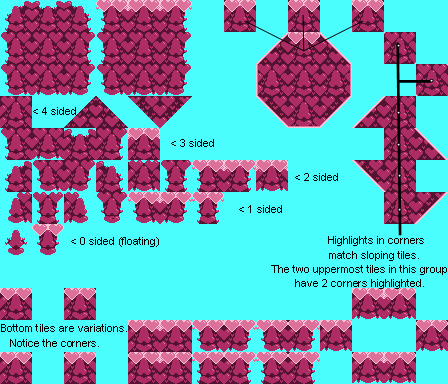 < 4 sided
< 3 sided
< 2 sided
< 1 sided
< 0 sided (floating)
Highlights in corners
match sloping tiles.
The two uppermost tiles in this group
have 2 corners highlighted.
Bottom tiles are variations.
Notice the corners.